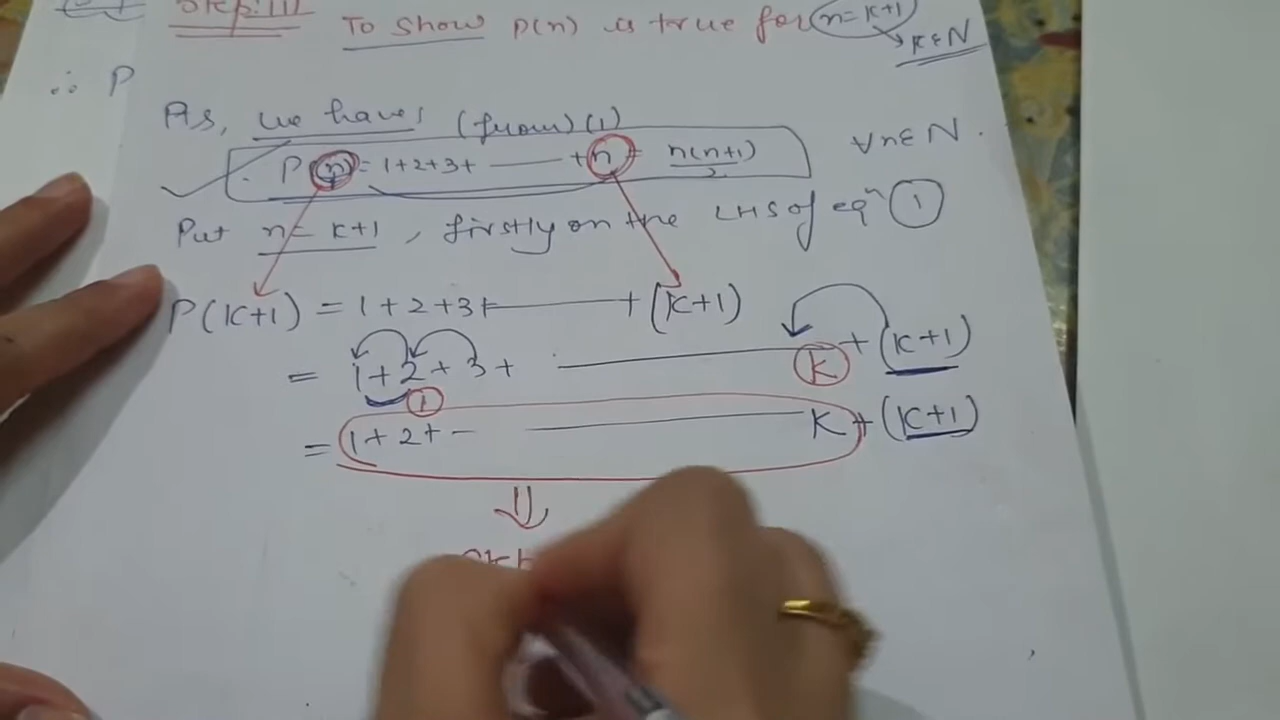 Step: III To show P(n) is true for n = K+1
K ∈ N
∴ P
As, we have, (from) (1)
P(n) = 1+2+3+ —— + n = n(n+1)/2 ∀ n ∈ N.
Put n = K+1, firstly on the LHS of eqⁿ ①
P(K+1) = 1+2+3+ ———— + (K+1)
= 1+2+3+ ———— K + (K+1)
①
= 1+2+ – ———— K + (K+1)
⇓